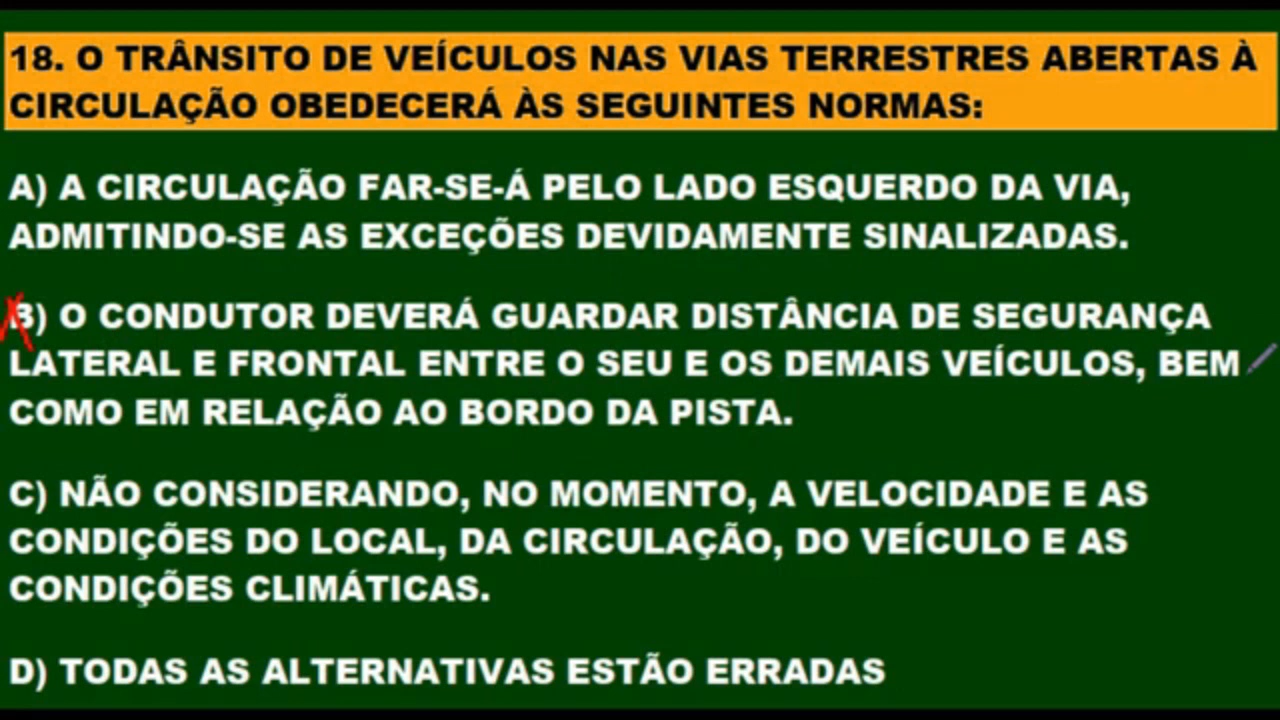 18. O TRÂNSITO DE VEÍCULOS NAS VIAS TERRESTRES ABERTAS À
CIRCULAÇÃO OBEDECERÁ ÀS SEGUINTES NORMAS:
A) A CIRCULAÇÃO FAR-SE-Á PELO LADO ESQUERDO DA VIA,
ADMITINDO-SE AS EXCEÇÕES DEVIDAMENTE SINALIZADAS.
B) O CONDUTOR DEVERÁ GUARDAR DISTÂNCIA DE SEGURANÇA
LATERAL E FRONTAL ENTRE O SEU E OS DEMAIS VEÍCULOS, BEM
COMO EM RELAÇÃO AO BORDO DA PISTA.
C) NÃO CONSIDERANDO, NO MOMENTO, A VELOCIDADE E AS
CONDIÇÕES DO LOCAL, DA CIRCULAÇÃO, DO VEÍCULO E AS
CONDIÇÕES CLIMÁTICAS.
D) TODAS AS ALTERNATIVAS ESTÃO ERRADAS